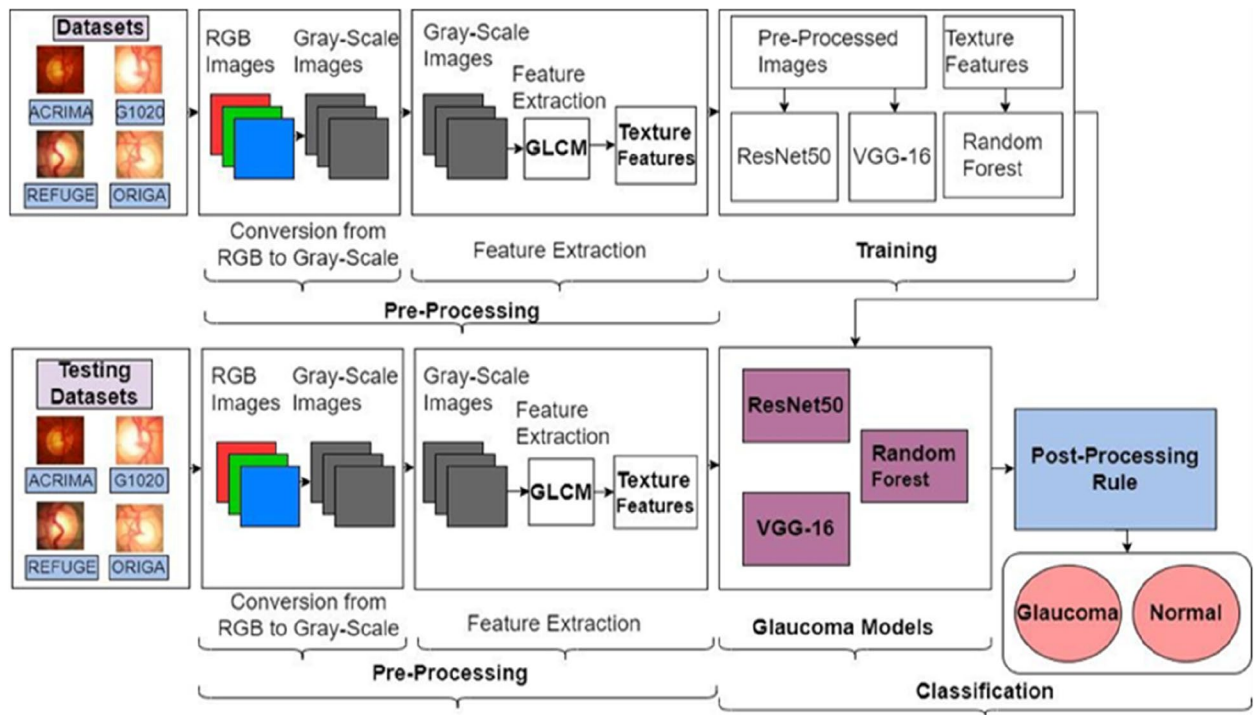 Datasets
ACRIMA
G1020
REFUGE
ORIGA
RGB
Images
Gray-Scale
Images
Conversion from
RGB to Gray-Scale
Gray-Scale
Images
Feature
Extraction
GLCM
Texture
Features
Feature Extraction
Pre-Processing
Pre-Processed
Images
Texture
Features
ResNet50
VGG-16
Random
Forest
Training
Testing
Datasets
ACRIMA
G1020
REFUGE
ORIGA
RGB
Images
Gray-Scale
Images
Conversion from
RGB to Gray-Scale
Gray-Scale
Images
Feature
Extraction
GLCM
Texture
Features
Feature Extraction
Pre-Processing
ResNet50
Random
Forest
VGG-16
Glaucoma Models
Post-Processing
Rule
Glaucoma
Normal
Classification